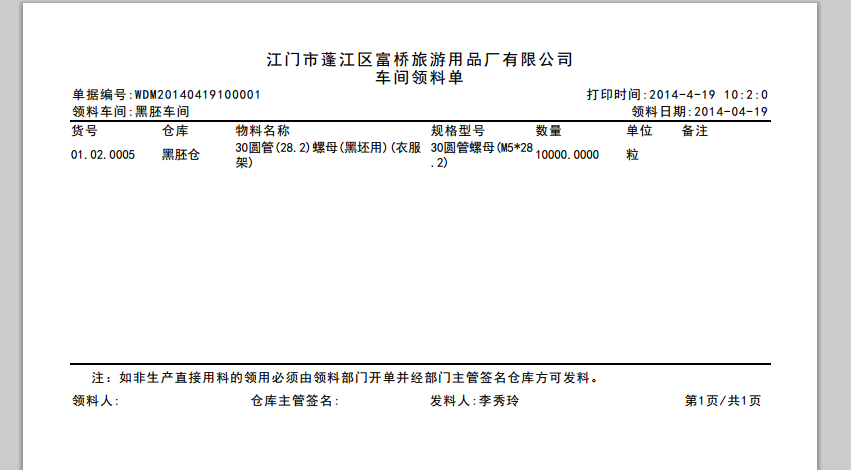 江门市蓬江区富桥旅游用品厂有限公司
车间领料单
单据编号:WDM20140419100001 打印时间:2014-4-19 10:2:0
领料车间:黑胚车间 领料日期:2014-04-19
货号 仓库 物料名称 规格型号 数量 单位 备注
01.02.0005 黑胚仓 30圆管(28.2)螺母(黑坯用)(衣服架) 30圆管螺母(M5*28.2) 10000.0000 粒
注：如非生产直接用料的领用必须由领料部门开单并经部门主管签名仓库方可发料。
领料人: 仓库主管签名: 发料人:李秀玲 第1页/共1页